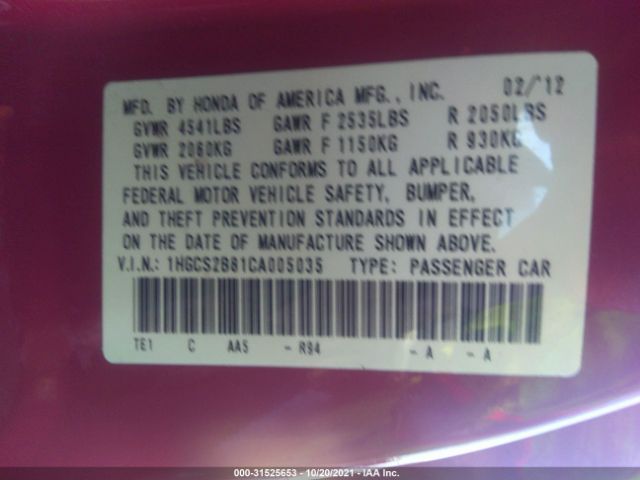 MFD. BY HONDA OF AMERICA MFG., INC. 02/'12
GVWR 4541LBS GAWR F 2535LBS R 2050LBS
GVWR 2060KG GAWR F 1150KG R 930KG
THIS VEHICLE CONFORMS TO ALL APPLICABLE
FEDERAL MOTOR VEHICLE SAFETY, BUMPER,
AND THEFT PREVENTION STANDARDS IN EFFECT
ON THE DATE OF MANUFACTURE SHOWN ABOVE.
V.I.N.: 1HGCS2B81CA005035 TYPE: PASSENGER CAR
TE1 C AA5 - R94 - A - A
000-31525653 - 10/20/2021 - IAA Inc.